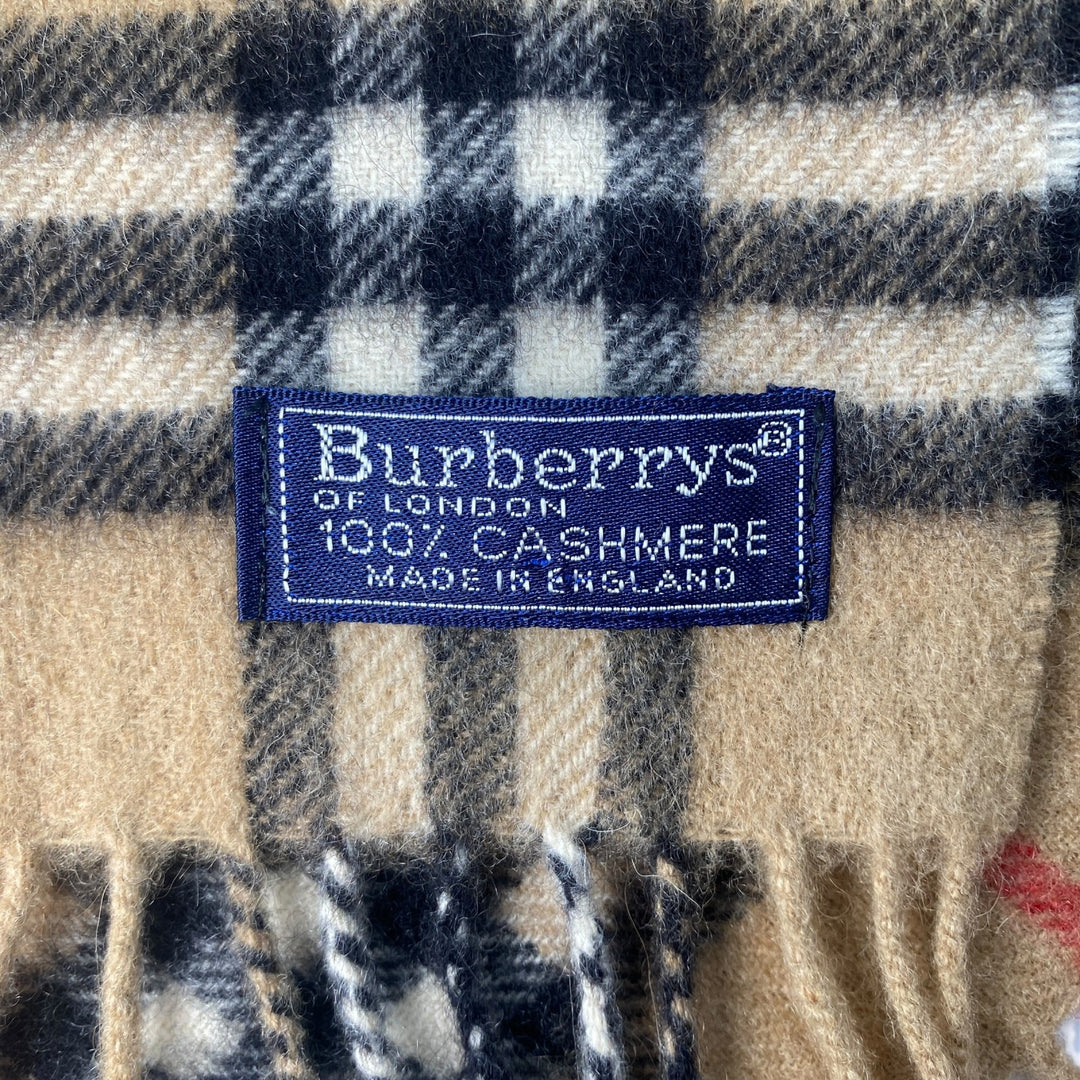 Burberrys®
OF LONDON
100% CASHMERE
MADE IN ENGLAND